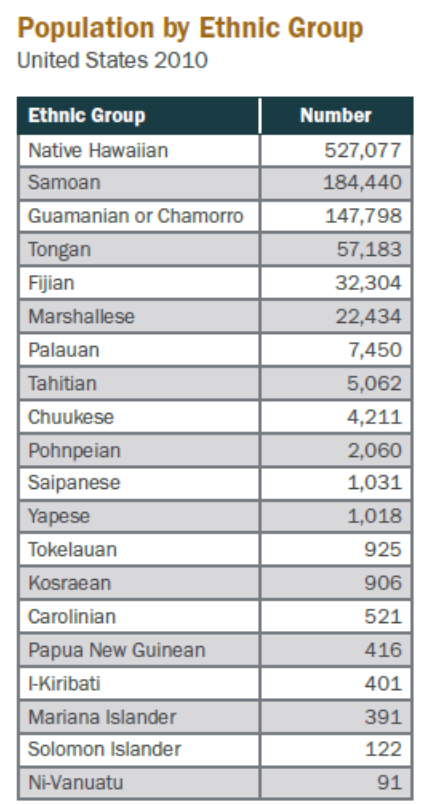 Population by Ethnic Group
United States 2010
Ethnic Group Number
Native Hawaiian 527,077
Samoan 184,440
Guamanian or Chamorro 147,798
Tongan 57,183
Fijian 32,304
Marshallese 22,434
Palauan 7,450
Tahitian 5,062
Chuukese 4,211
Pohnpeian 2,060
Saipanese 1,031
Yapese 1,018
Tokelauan 925
Kosraean 906
Carolinian 521
Papua New Guinean 416
I-Kiribati 401
Mariana Islander 391
Solomon Islander 122
Ni-Vanuatu 91